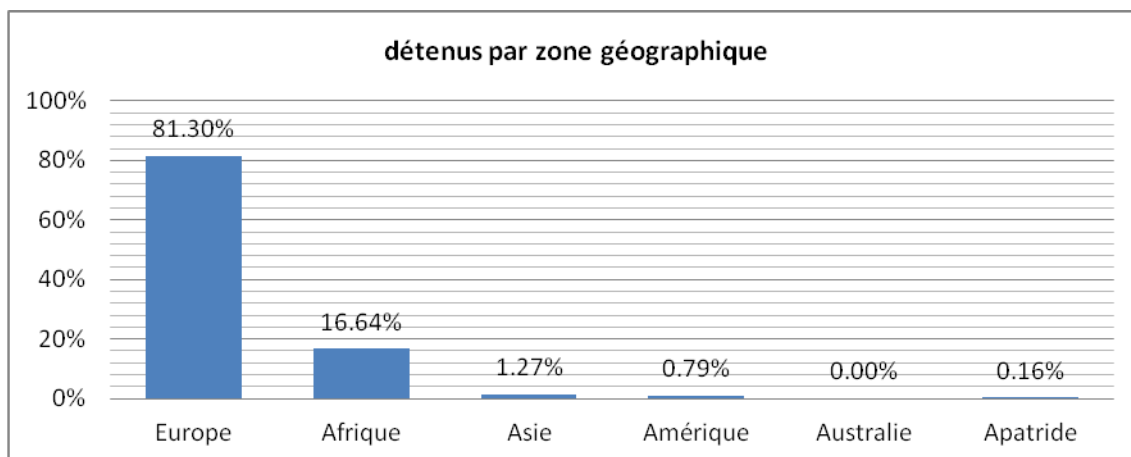 détenus par zone géographique
100%
80%
60%
40%
20%
0%
81.30%
16.64%
1.27%
0.79%
0.00%
0.16%
Europe
Afrique
Asie
Amérique
Australie
Apatride